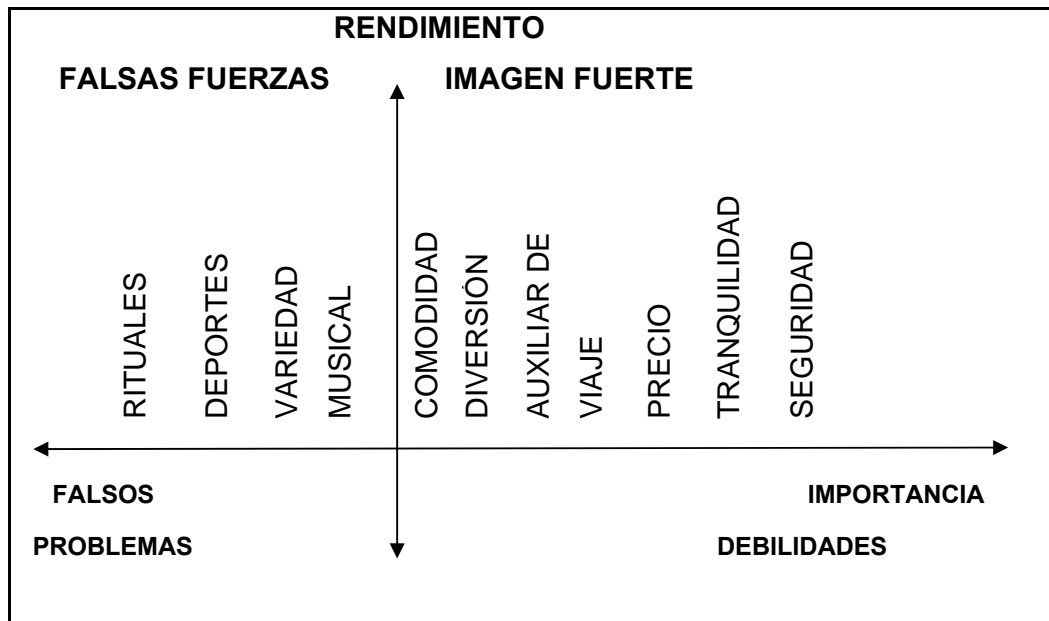 RENDIMIENTO
FALSAS FUERZAS
IMAGEN FUERTE
RITUALES
DEPORTES
VARIEDAD
MUSICAL
COMODIDAD
DIVERSIÓN
AUXILIAR DE
VIAJE
PRECIO
TRANQUILIDAD
SEGURIDAD
FALSOS
IMPORTANCIA
PROBLEMAS
DEBILIDADES